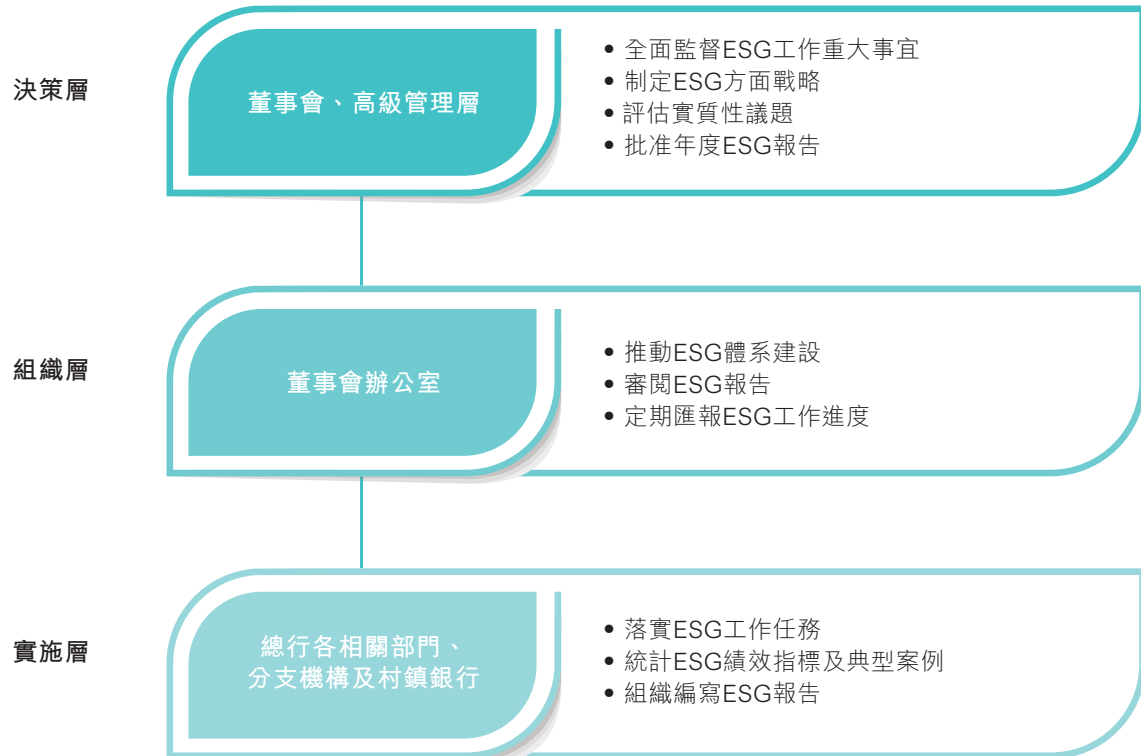 決策層
董事會、高級管理層
• 全面監督ESG工作重大事宜
• 制定ESG方面戰略
• 評估實質性議題
• 批准年度ESG報告
組織層
董事會辦公室
• 推動ESG體系建設
• 審閱ESG報告
• 定期匯報ESG工作進度
實施層
總行各相關部門、
分支機構及村鎮銀行
• 落實ESG工作任務
• 統計ESG績效指標及典型案例
• 組織編寫ESG報告